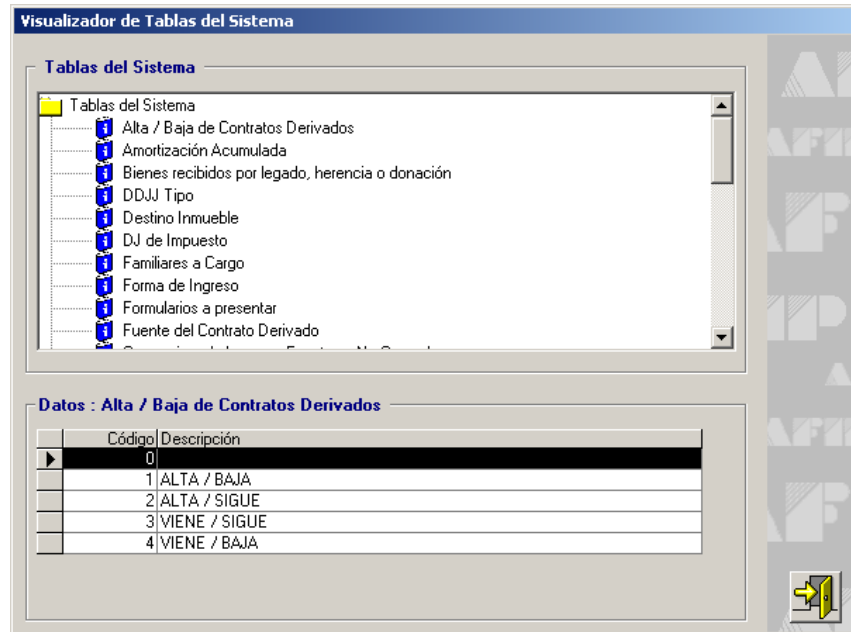 Visualizador de Tablas del Sistema
Tablas del Sistema
Tablas del Sistema
Alta / Baja de Contratos Derivados
Amortización Acumulada
Bienes recibidos por legado, herencia o donación
DDJJ Tipo
Destino Inmueble
DJ de Impuesto
Familiares a Cargo
Forma de Ingreso
Formularios a presentar
Fuente del Contrato Derivado
Datos : Alta / Baja de Contratos Derivados
Código Descripción
0
1 ALTA / BAJA
2 ALTA / SIGUE
3 VIENE / SIGUE
4 VIENE / BAJA